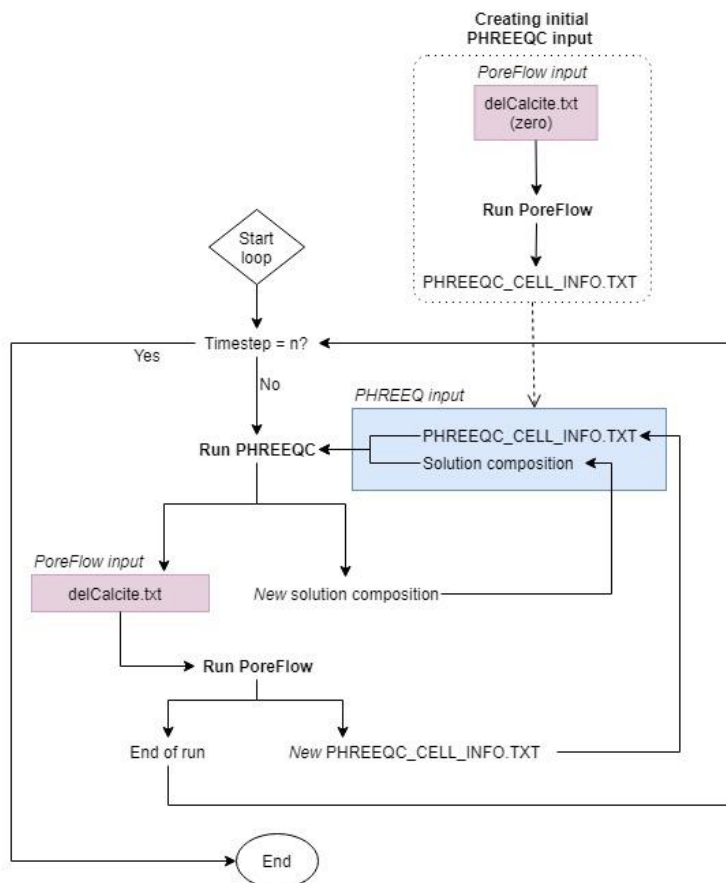 Creating initial
PHREEQC input
PoreFlow input
delCalcite.txt
(zero)
Run PoreFlow
PHREEQC_CELL_INFO.TXT
Start
loop
Timestep = n?
Yes
No
PHREEQ input
PHREEQC_CELL_INFO.TXT
Run PHREEQC
Solution composition
PoreFlow input
delCalcite.txt
New solution composition
Run PoreFlow
End of run
New PHREEQC_CELL_INFO.TXT
End